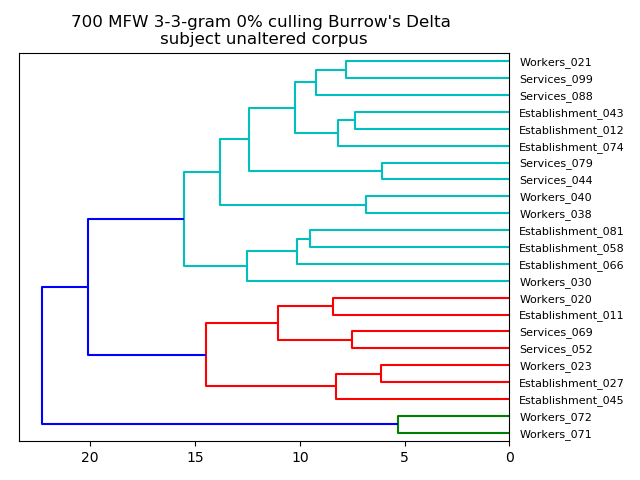 700 MFW 3-3-gram 0% culling Burrow's Delta
subject unaltered corpus
Workers_021
Services_099
Services_088
Establishment_043
Establishment_012
Establishment_074
Services_079
Services_044
Workers_040
Workers_038
Establishment_081
Establishment_058
Establishment_066
Workers_030
Workers_020
Establishment_011
Services_069
Services_052
Workers_023
Establishment_027
Establishment_045
Workers_072
Workers_071
20 15 10 5 0